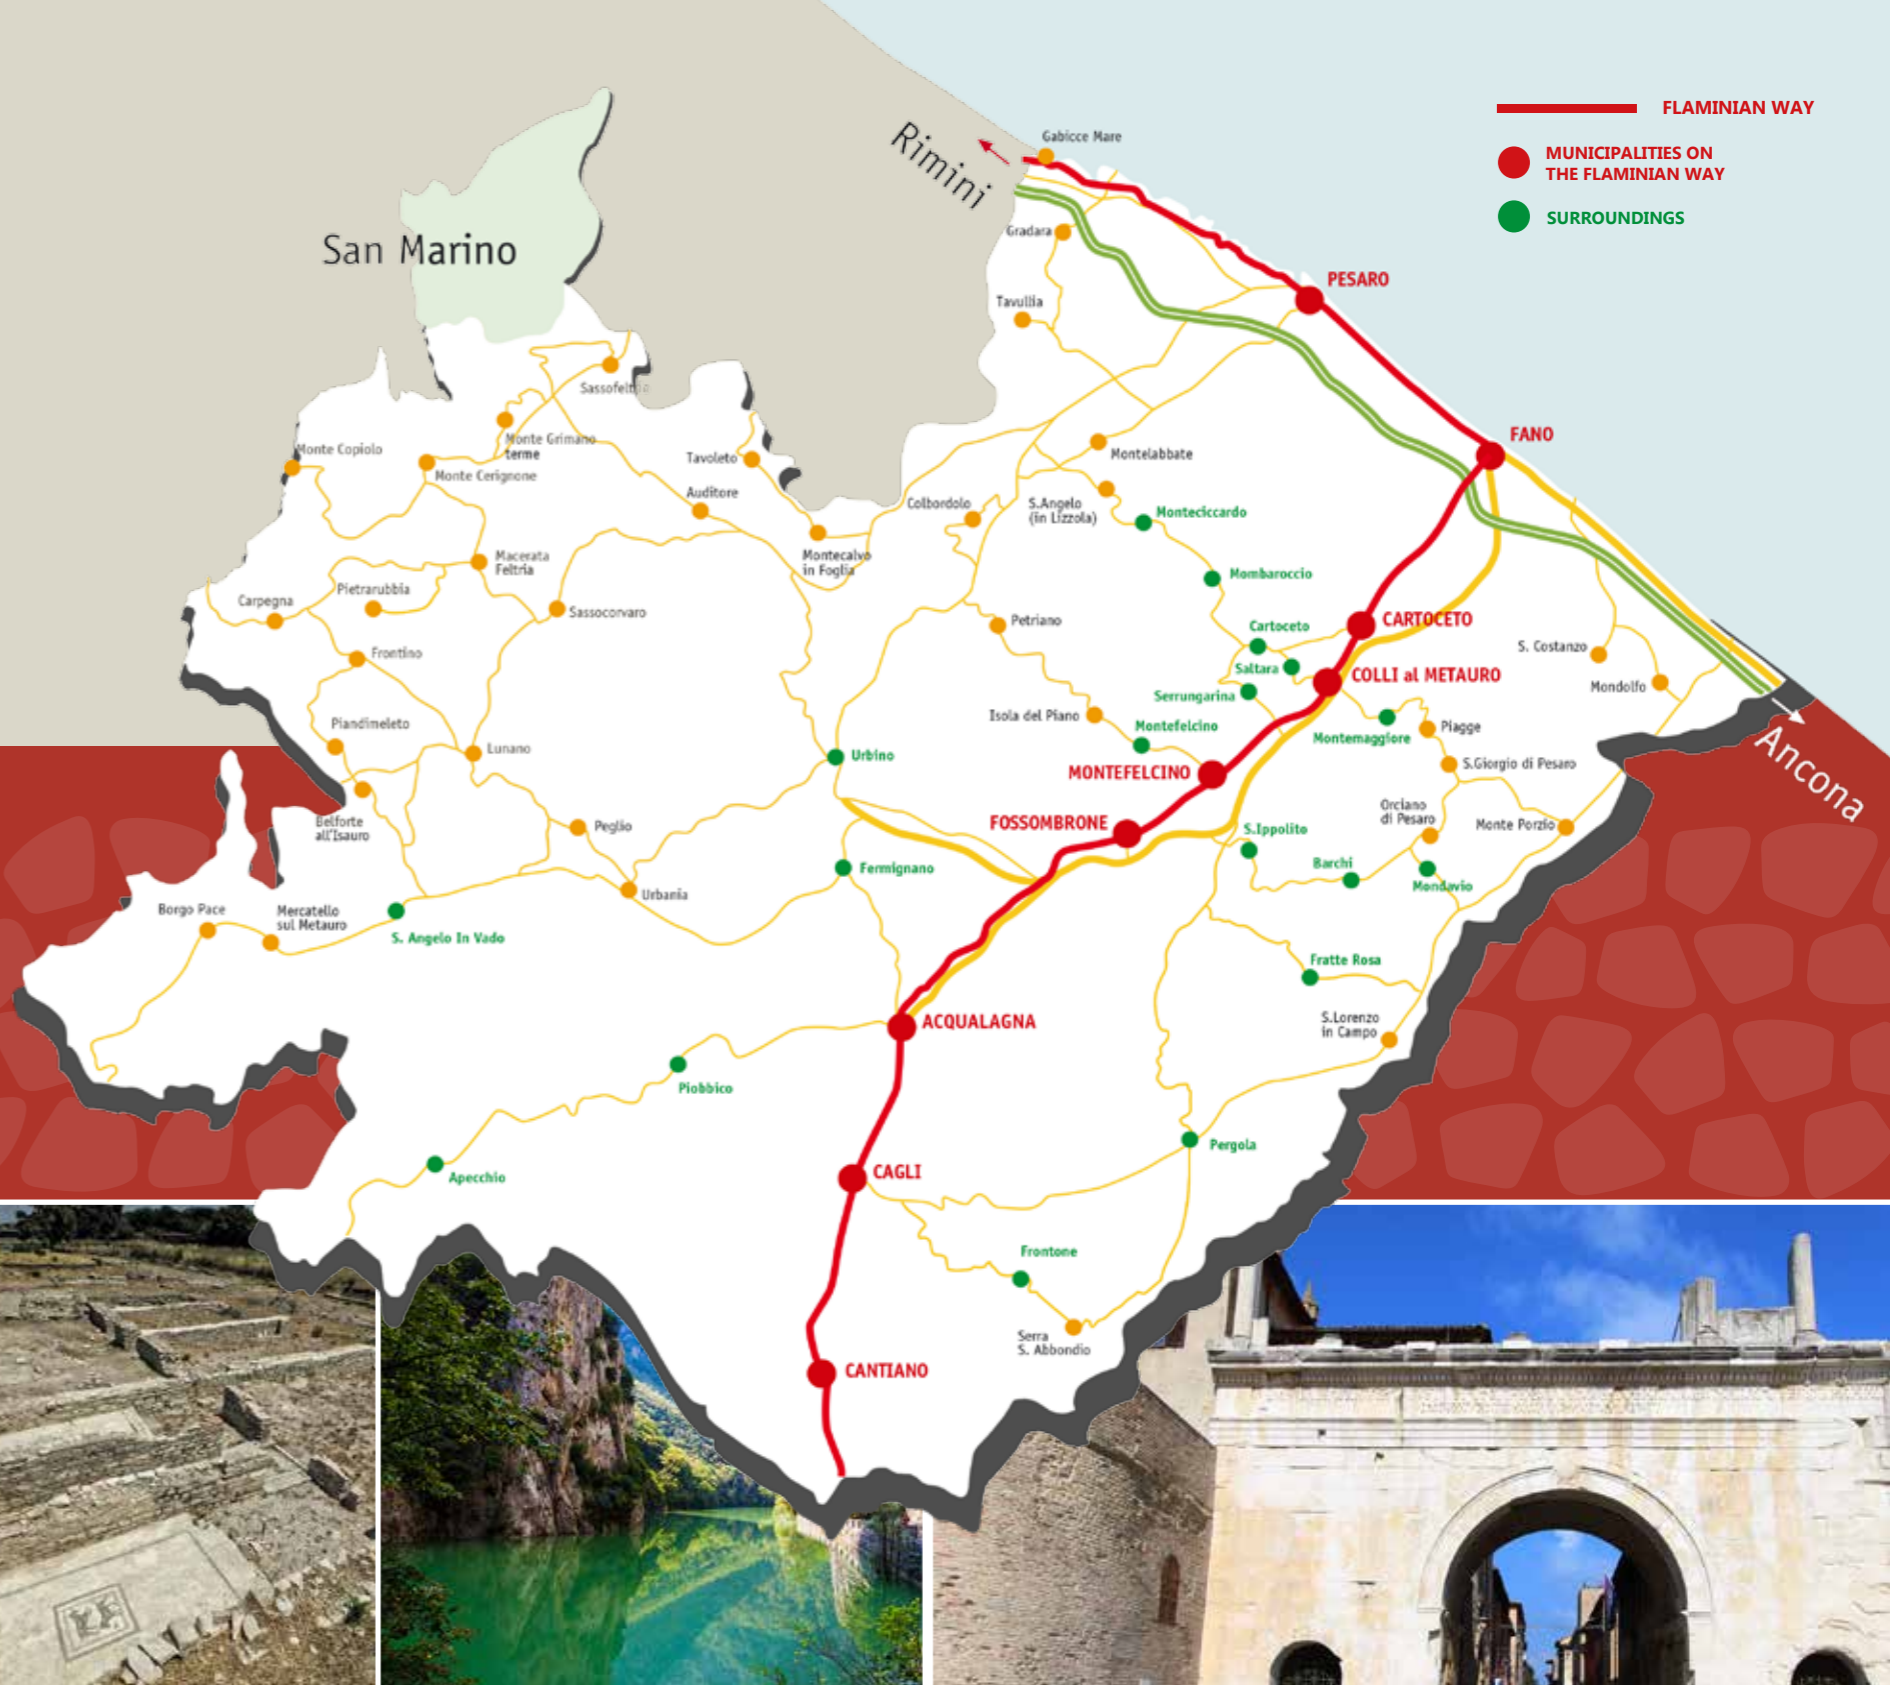 FLAMINIAN WAY
MUNICIPALITIES ON
THE FLAMINIAN WAY
SURROUNDINGS
Rimini
Gabicce Mare
San Marino
Gradara
PESARO
Tavullia
Sassofeltrio
FANO
Monte Copiolo
Monte Grimano
terme
Monte Cerignone
Tavoleto
Montelabbate
Auditore
Colbordolo
S.Angelo
(in Lizzola)
Monteciccardo
Macerata
Feltria
Montecalvo
in Foglia
Mombaroccio
Pietrarubbia
Carpegna
Sassocorvaro
Petriano
Cartoceto
CARTOCETO
Frontino
S. Costanzo
Saltara
COLLI al METAURO
Mondolfo
Serrungarina
Piandimeleto
Isola del Piano
Montefelcino
Piagge
Lunano
Urbino
Montemaggiore
MONTEFELCINO
S.Giorgio di Pesaro
Ancona
Belforte
all'Isauro
Peglio
FOSSOMBRONE
S.Ippolito
Orciano
di Pesaro
Monte Porzio
Fermignano
Barchi
Mondavio
Urbania
Borgo Pace
Mercatello
sul Metauro
S. Angelo In Vado
Fratte Rosa
ACQUALAGNA
S.Lorenzo
in Campo
Piobbico
Pergola
Apecchio
CAGLI
Frontone
Serra
S. Abbondio
CANTIANO